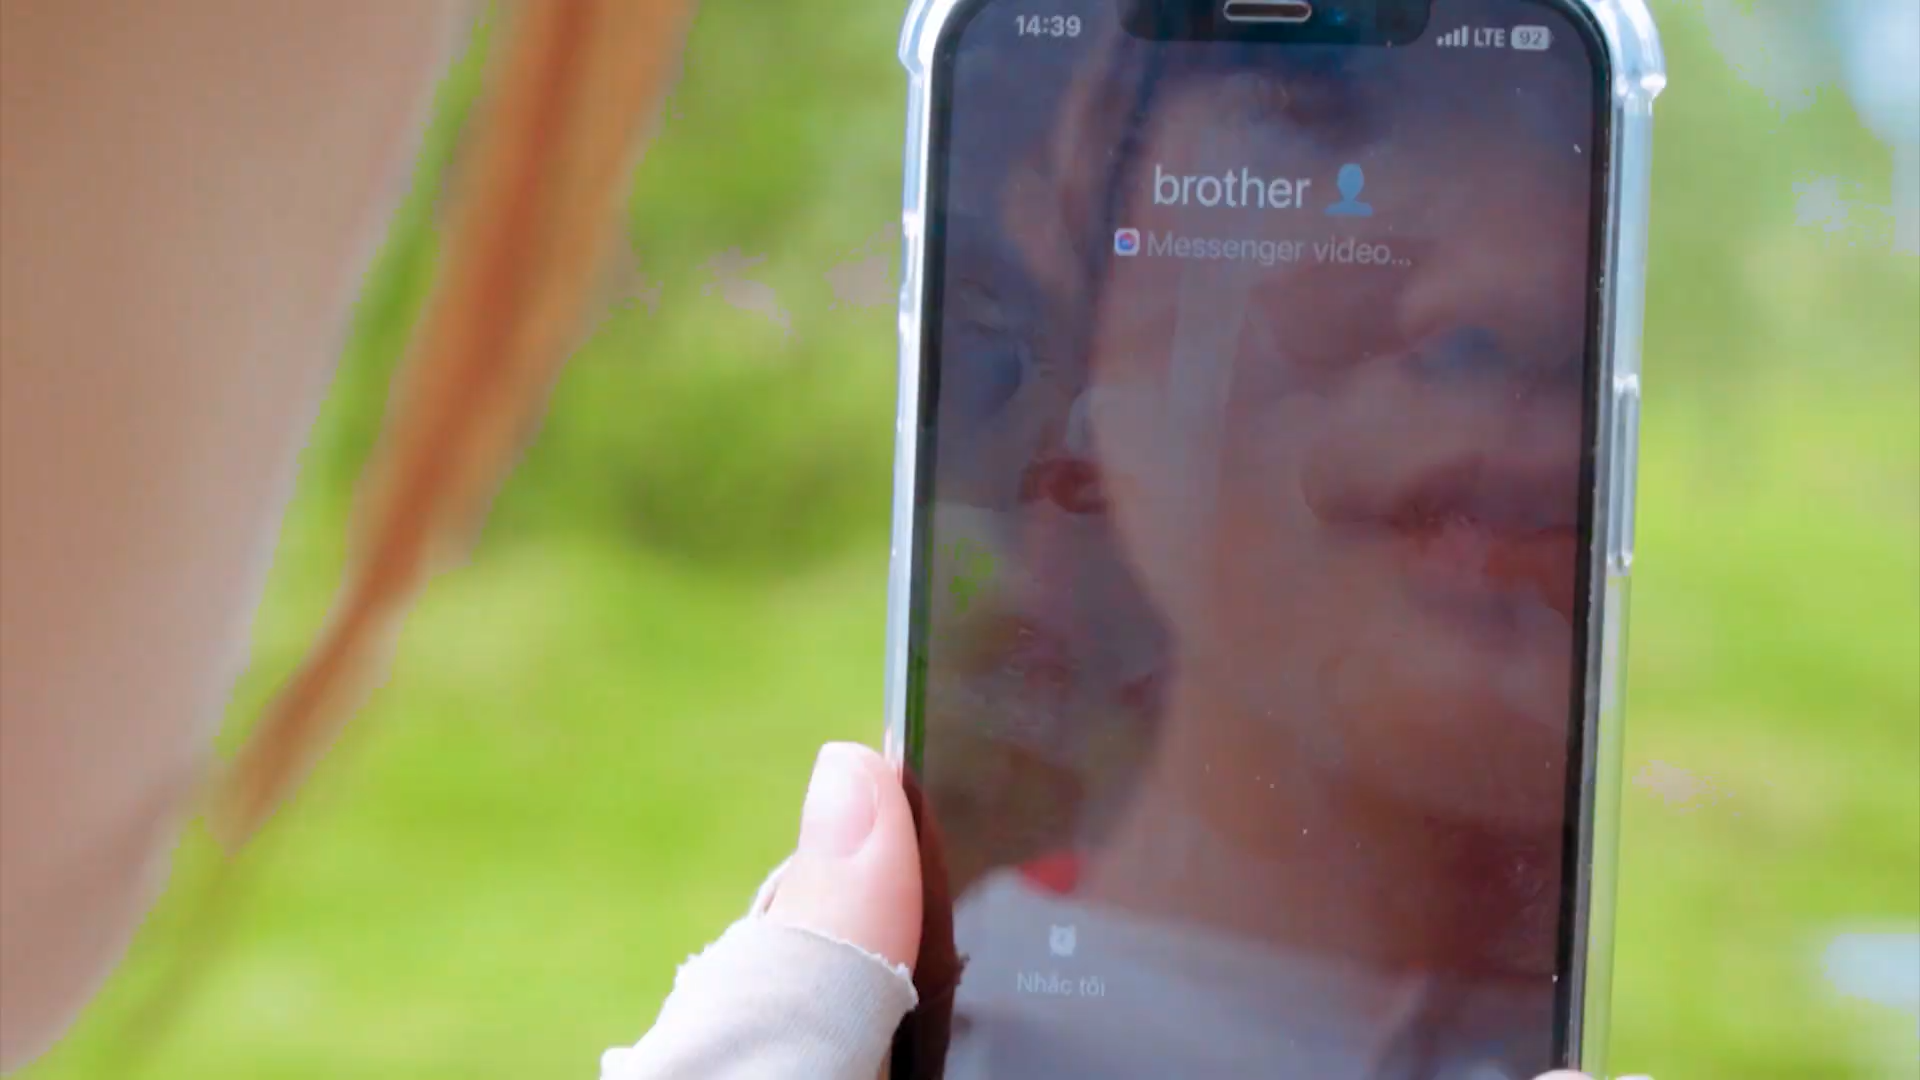 14:39
LTE 92
brother 👤
Messenger video...
Nhắc tôi